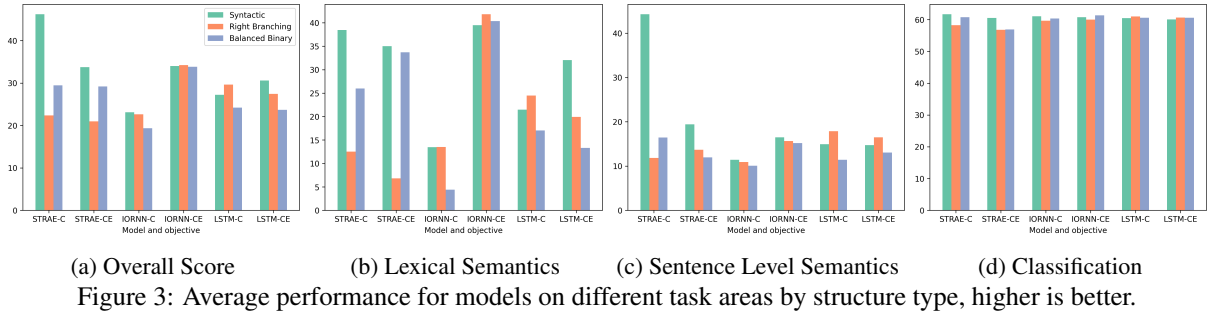 Syntactic
Right Branching
Balanced Binary
40
30
20
10
0
STRAE-C STRAE-CE IORNN-C IORNN-CE LSTM-C LSTM-CE
Model and objective
(a) Overall Score
40
35
30
25
20
15
10
5
0
STRAE-C STRAE-CE IORNN-C IORNN-CE LSTM-C LSTM-CE
Model and objective
(b) Lexical Semantics
40
30
20
10
0
STRAE-C STRAE-CE IORNN-C IORNN-CE LSTM-C LSTM-CE
Model and objective
(c) Sentence Level Semantics
60
50
40
30
20
10
0
STRAE-C STRAE-CE IORNN-C IORNN-CE LSTM-C LSTM-CE
Model and objective
(d) Classification
Figure 3: Average performance for models on different task areas by structure type, higher is better.